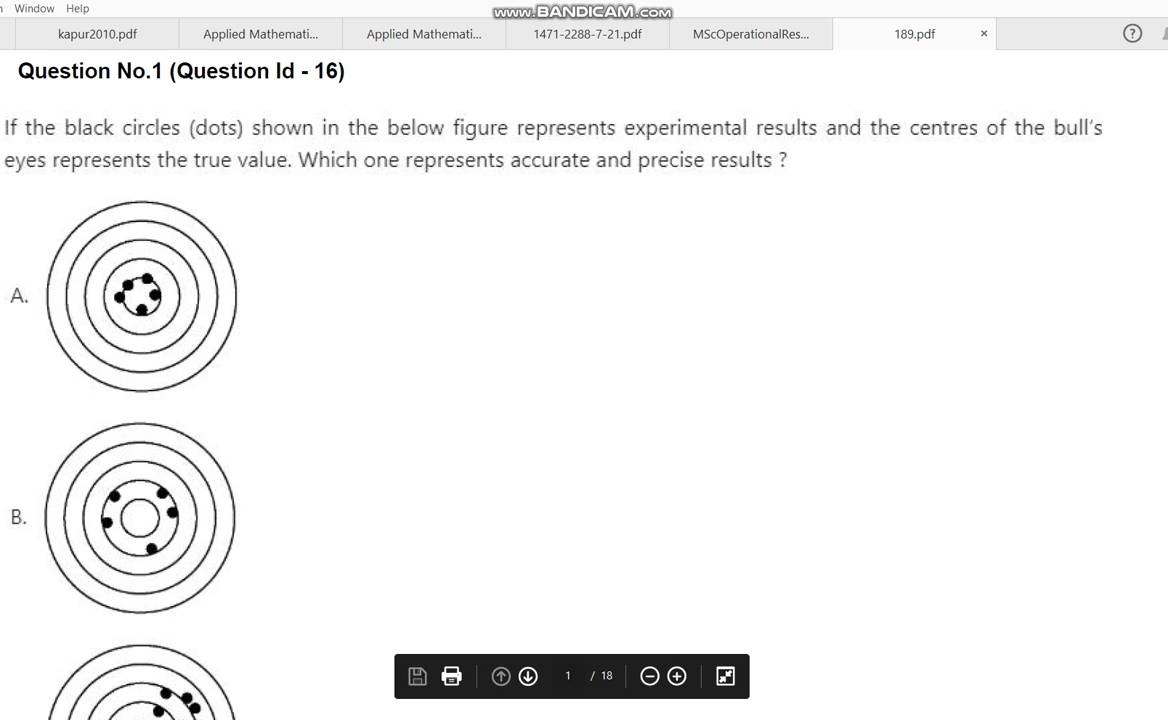 Window Help
www.BANDICAM.com
kapur2010.pdf Applied Mathemati... Applied Mathemati... 1471-2288-7-21.pdf MScOperationalRes... 189.pdf × ?
Question No.1 (Question Id - 16)
If the black circles (dots) shown in the below figure represents experimental results and the centres of the bull's
eyes represents the true value. Which one represents accurate and precise results ?
A.
B.
1 / 18